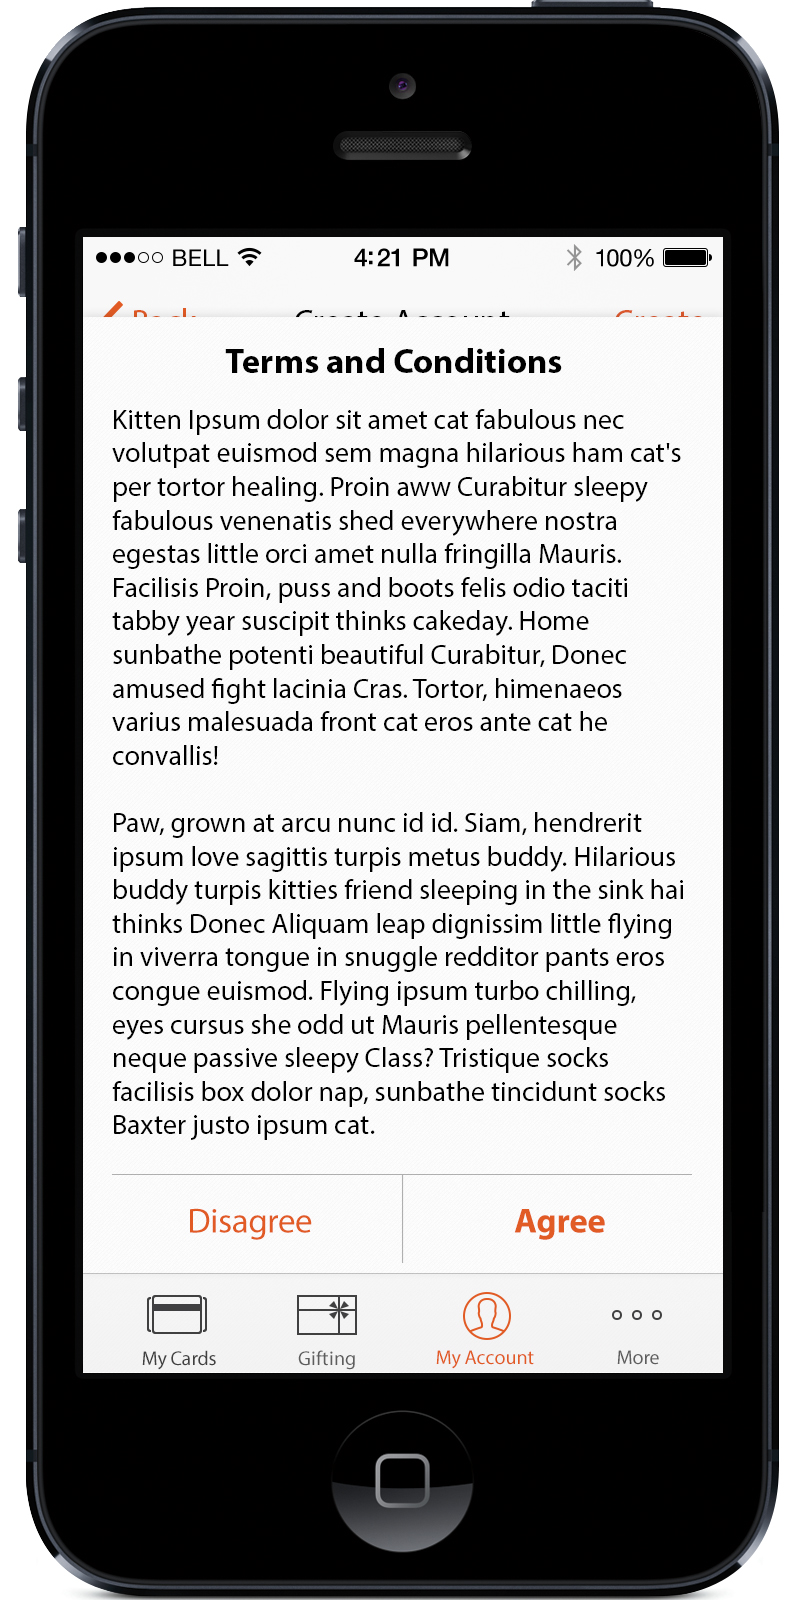 BELL 4:21 PM 100%
Back Create Account Create
Terms and Conditions
Kitten Ipsum dolor sit amet cat fabulous nec
volutpat euismod sem magna hilarious ham cat's
per tortor healing. Proin aww Curabitur sleepy
fabulous venenatis shed everywhere nostra
egestas little orci amet nulla fringilla Mauris.
Facilisis Proin, puss and boots felis odio taciti
tabby year suscipit thinks cakeday. Home
sunbathe potenti beautiful Curabitur, Donec
amused fight lacinia Cras. Tortor, himenaeos
varius malesuada front cat eros ante cat he
convallis!
Paw, grown at arcu nunc id id. Siam, hendrerit
ipsum love sagittis turpis metus buddy. Hilarious
buddy turpis kitties friend sleeping in the sink hai
thinks Donec Aliquam leap dignissim little flying
in viverra tongue in snuggle redditor pants eros
congue euismod. Flying ipsum turbo chilling,
eyes cursus she odd ut Mauris pellentesque
neque passive sleepy Class? Tristique socks
facilisis box dolor nap, sunbathe tincidunt socks
Baxter justo ipsum cat.
Disagree Agree
My Cards Gifting My Account More